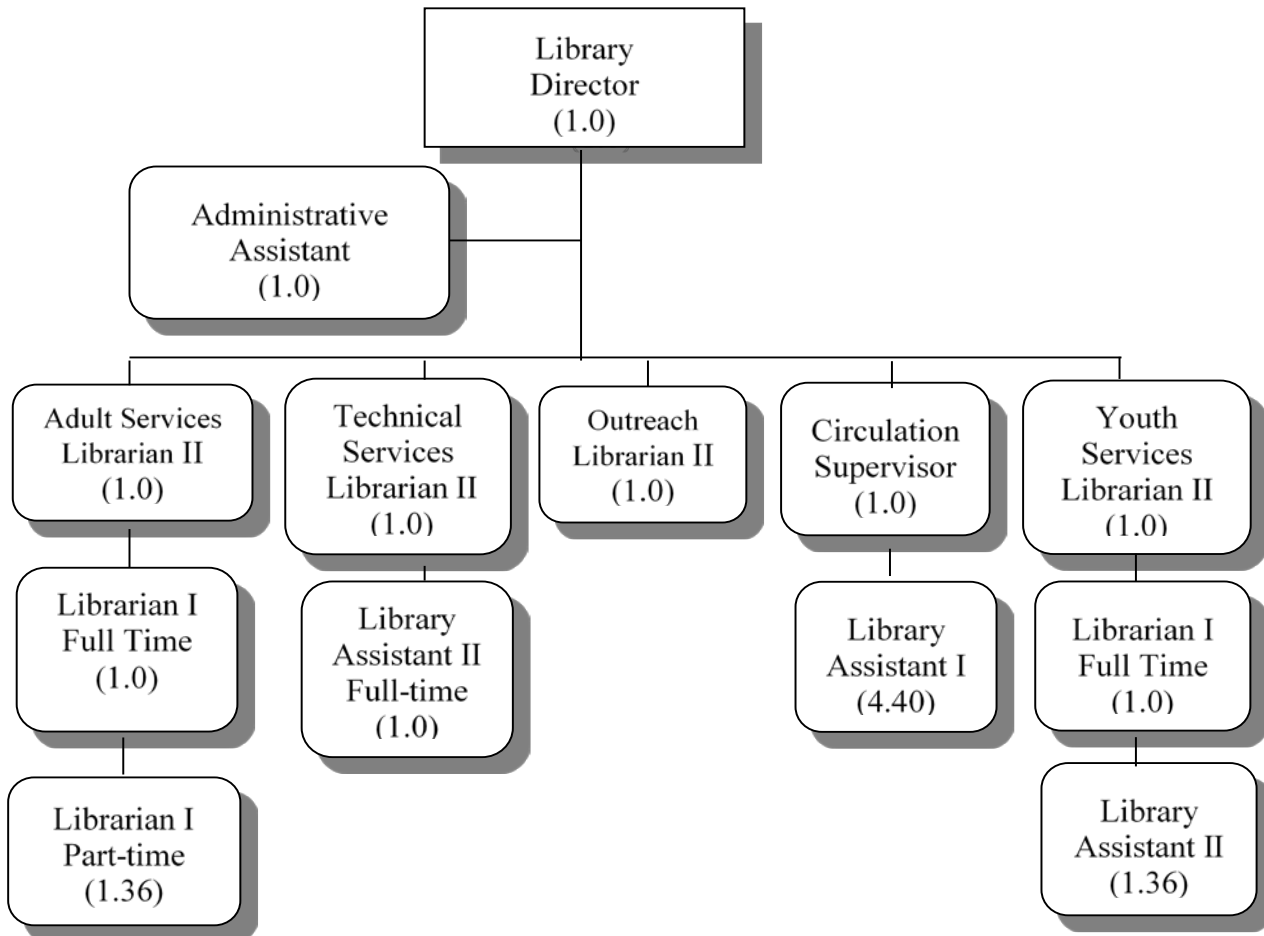 Library
Director
(1.0)
Administrative
Assistant
(1.0)
Adult Services
Librarian II
(1.0)
Technical
Services
Librarian II
(1.0)
Outreach
Librarian II
(1.0)
Circulation
Supervisor
(1.0)
Youth
Services
Librarian II
(1.0)
Librarian I
Full Time
(1.0)
Library
Assistant II
Full-time
(1.0)
Library
Assistant I
(4.40)
Librarian I
Full Time
(1.0)
Librarian I
Part-time
(1.36)
Library
Assistant II
(1.36)